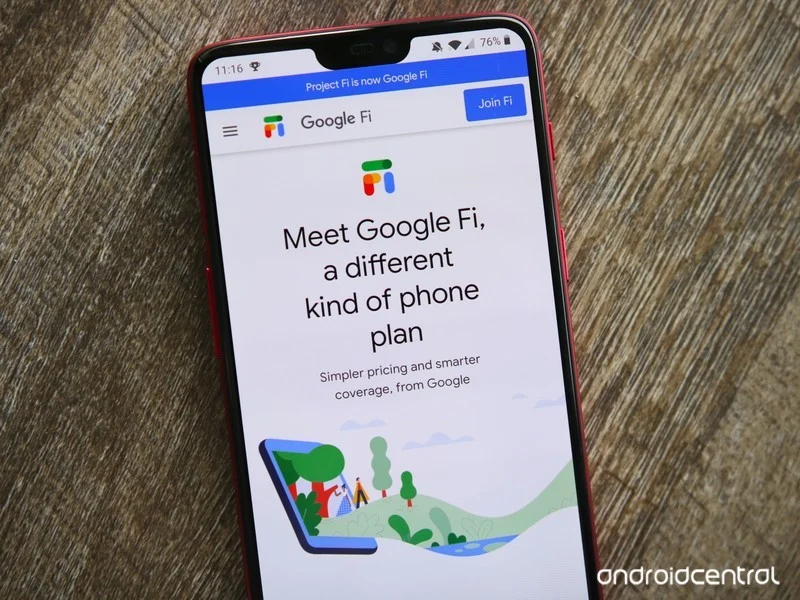 11:16
76%
Project Fi is now Google Fi
Google Fi
Join Fi
Fi
Meet Google Fi,
a different
kind of phone
plan
Simpler pricing and smarter
coverage, from Google
androidcentral